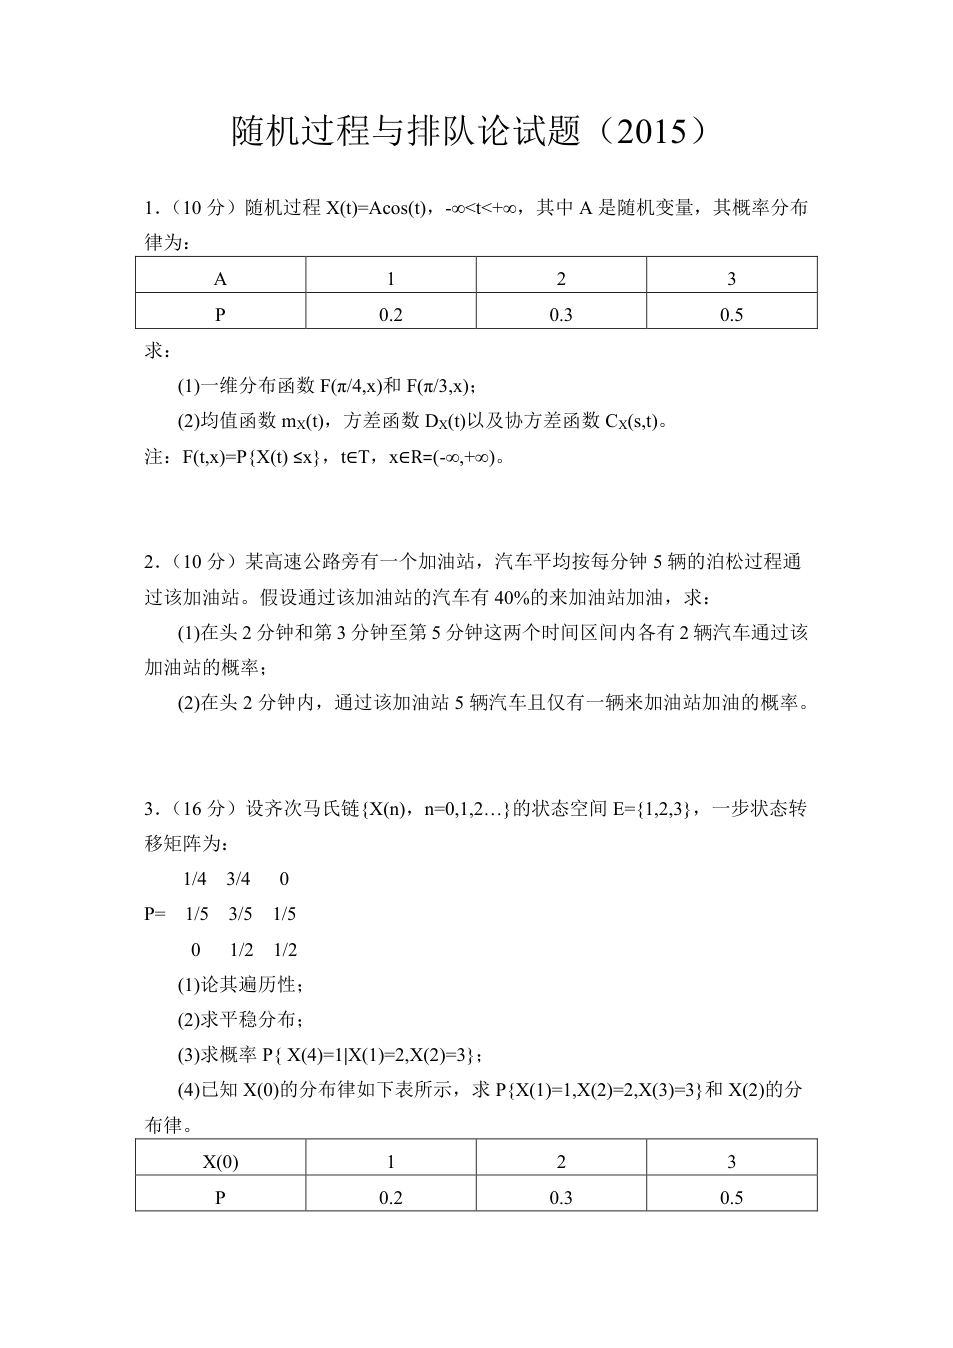 随机过程与排队论试题（2015）
1．（10 分）随机过程 X(t)=Acos(t)，-∞<t<+∞，其中 A 是随机变量，其概率分布
律为：
A 1 2 3
P 0.2 0.3 0.5
求：
(1)一维分布函数 F(π/4,x)和 F(π/3,x)；
(2)均值函数 mX(t)，方差函数 DX(t)以及协方差函数 CX(s,t)。
注：F(t,x)=P{X(t) ≤x}，t∈T，x∈R=(-∞,+∞)。
2．（10 分）某高速公路旁有一个加油站，汽车平均按每分钟 5 辆的泊松过程通
过该加油站。假设通过该加油站的汽车有 40%的来加油站加油，求：
(1)在头 2 分钟和第 3 分钟至第 5 分钟这两个时间区间内各有 2 辆汽车通过该
加油站的概率；
(2)在头 2 分钟内，通过该加油站 5 辆汽车且仅有一辆来加油站加油的概率。
3．（16 分）设齐次马氏链{X(n)，n=0,1,2…}的状态空间 E={1,2,3}，一步状态转
移矩阵为：
1/4 3/4 0
P= 1/5 3/5 1/5
0 1/2 1/2
(1)论其遍历性；
(2)求平稳分布；
(3)求概率 P{ X(4)=1|X(1)=2,X(2)=3}；
(4)已知 X(0)的分布律如下表所示，求 P{X(1)=1,X(2)=2,X(3)=3}和 X(2)的分
布律。
X(0) 1 2 3
P 0.2 0.3 0.5